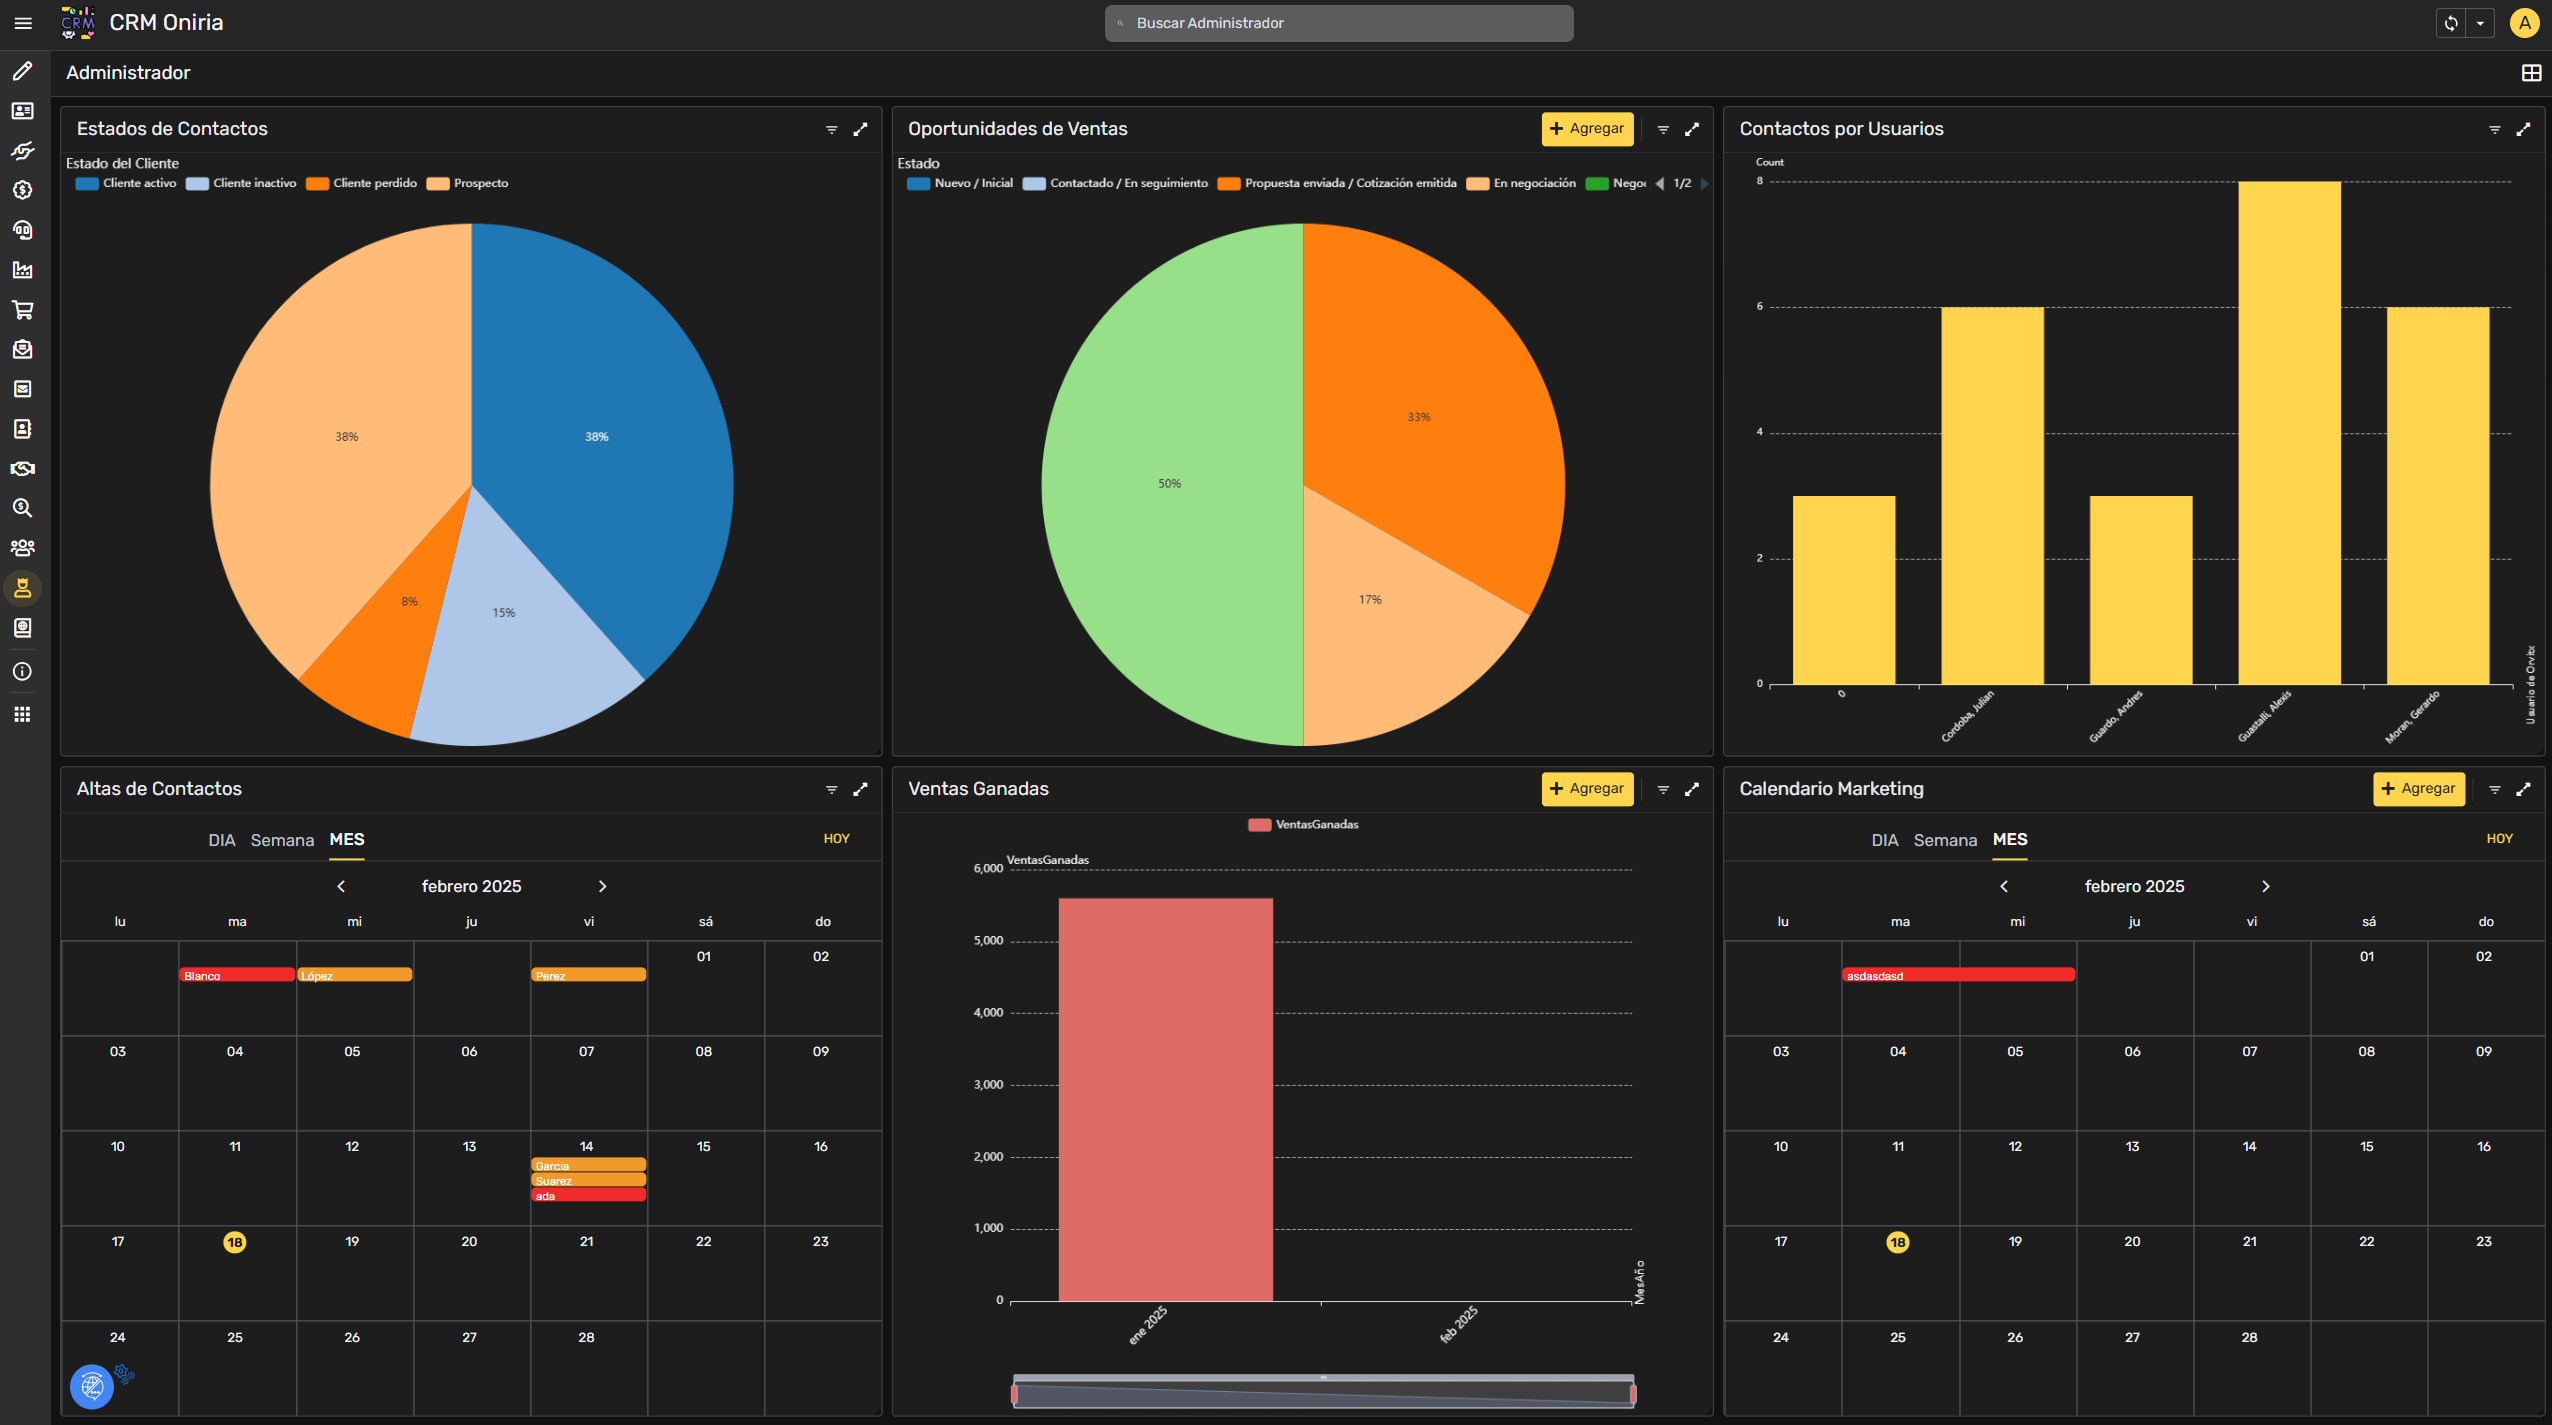 CRM
CRM Oniria
Buscar Administrador
A
Administrador
Estados de Contactos
Estado del Cliente
Cliente activo Cliente inactivo Cliente perdido Prospecto
38%
38%
8%
15%
Oportunidades de Ventas
Agregar
Estado
Nuevo / Inicial Contactado / En seguimiento Propuesta enviada / Cotización emitida En negociación Nego 1/2
33%
50%
17%
Contactos por Usuarios
Count
8
6
4
2
0
0 Cordoba, Julian Guardo, Andres Guastalli, Alexis Moran, Gerardo
Usuario de Orvitx
Altas de Contactos
DIA Semana MES HOY
febrero 2025
lu ma mi ju vi sá do
01 02
Blanco López Perez
03 04 05 06 07 08 09
10 11 12 13 14 15 16
Garcia
Suarez
ada
17 18 19 20 21 22 23
24 25 26 27 28
Ventas Ganadas
Agregar
VentasGanadas
VentasGanadas
6,000
5,000
4,000
3,000
2,000
1,000
0
ene 2025 feb 2025
MesAño
Calendario Marketing
Agregar
DIA Semana MES HOY
febrero 2025
lu ma mi ju vi sá do
01 02
asdasdasd
03 04 05 06 07 08 09
10 11 12 13 14 15 16
17 18 19 20 21 22 23
24 25 26 27 28